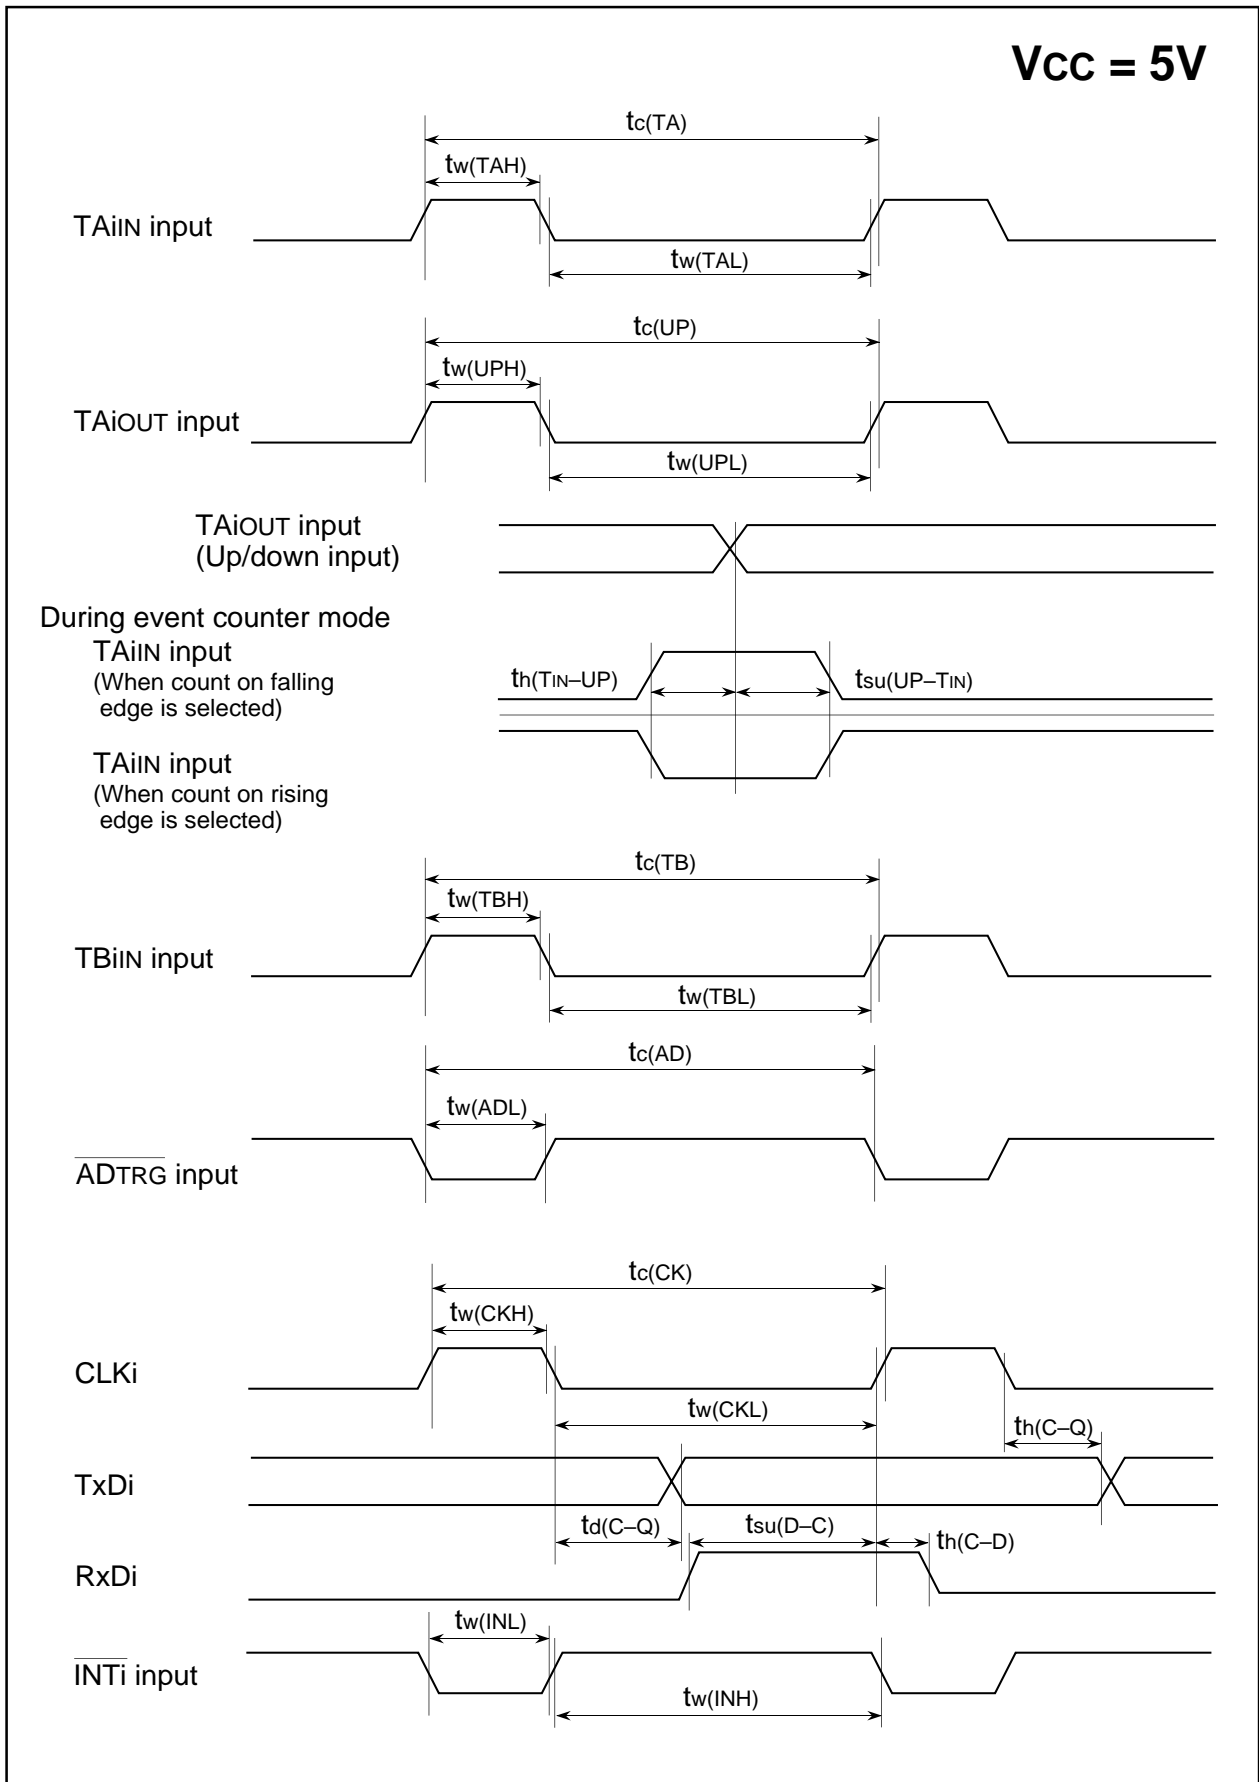 VCC = 5V
tc(TA)
tw(TAH)
TAiIN input
tw(TAL)
tc(UP)
tw(UPH)
TAiOUT input
tw(UPL)
TAiOUT input
(Up/down input)
During event counter mode
TAiIN input
(When count on falling
edge is selected)
th(TIN–UP)
tsu(UP–TIN)
TAiIN input
(When count on rising
edge is selected)
tc(TB)
tw(TBH)
TBiIN input
tw(TBL)
tc(AD)
tw(ADL)
ADTRG input
tc(CK)
tw(CKH)
CLKi
tw(CKL)
th(C–Q)
TxDi
td(C–Q)
tsu(D–C)
th(C–D)
RxDi
tw(INL)
INTi input
tw(INH)